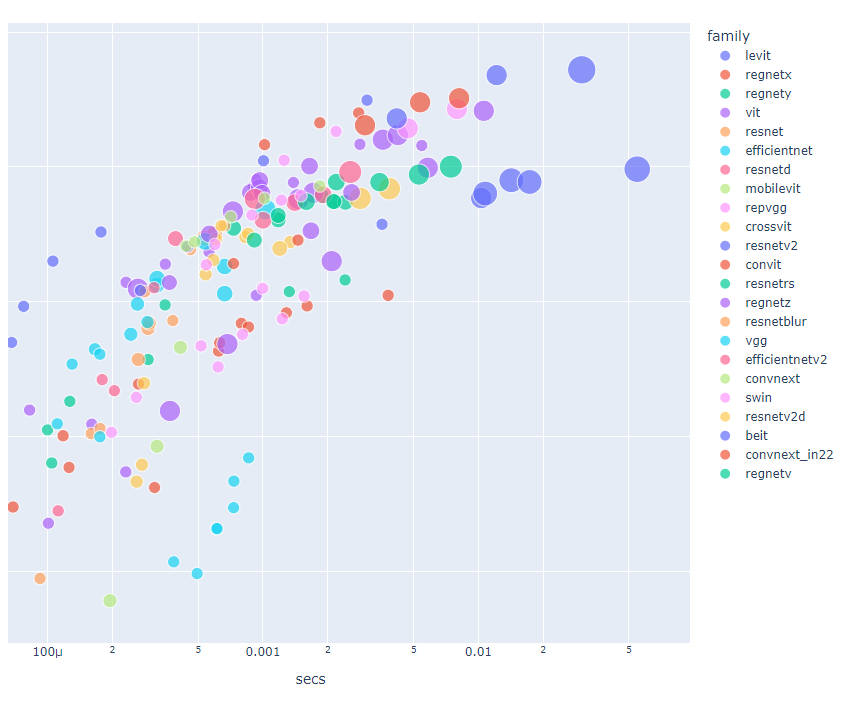 family
levit
regnetx
regnety
vit
resnet
efficientnet
resnetd
mobilevit
repvgg
crossvit
resnetv2
convit
resnetrs
regnetz
resnetblur
vgg
efficientnetv2
convnext
swin
resnetv2d
beit
convnext_in22
regnetv
100μ 2 5 0.001 2 5 0.01 2 5
secs